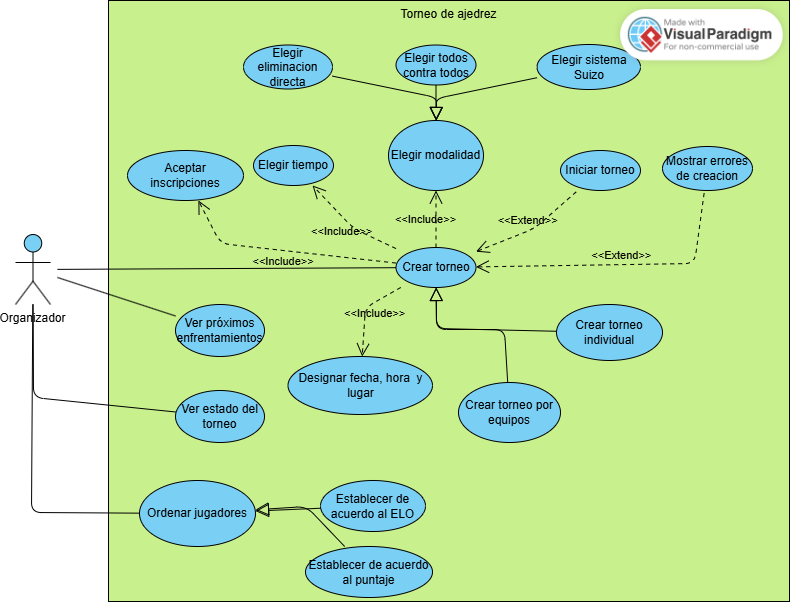 Torneo de ajedrez
Made with
VisualParadigm
For non-commercial use
Elegir
eliminacion
directa
Elegir todos
contra todos
Elegir sistema
Suizo
Aceptar
inscripciones
Elegir tiempo
Elegir modalidad
Iniciar torneo
Mostrar errores
de creacion
<<Include>>
<<Include>>
<<Extend>>
<<Include>>
<<Extend>>
Crear torneo
Organizador
Ver próximos
enfrentamientos
<<Include>>
Crear torneo
individual
Designar fecha, hora y
lugar
Ver estado del
torneo
Crear torneo por
equipos
Ordenar jugadores
Establecer de
acuerdo al ELO
Establecer de acuerdo
al puntaje